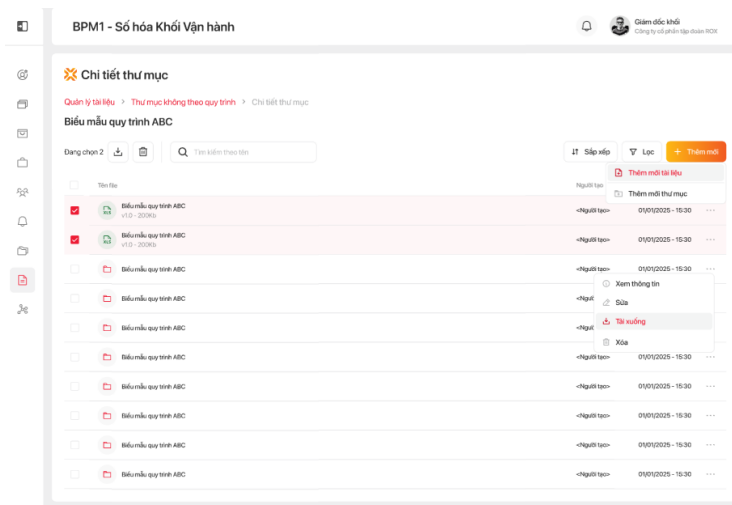 BPM1 - Số hóa Khối Vận hành
Giám đốc khối
Công ty cổ phần tập đoàn ROX
Chi tiết thư mục
Quản lý tài liệu > Thư mục không theo quy trình > Chi tiết thư mục
Biểu mẫu quy trình ABC
Đang chọn 2
Tìm kiếm theo tên
Sắp xếp
Lọc
+ Thêm mới
Thêm mới tài liệu
Thêm mới thư mục
Tên file
Người tạo
Biểu mẫu quy trình ABC
v1.0 - 200Kb
<Người tạo>
01/01/2025 - 15:30
Biểu mẫu quy trình ABC
v1.0 - 200Kb
<Người tạo>
01/01/2025 - 15:30
Biểu mẫu quy trình ABC
<Người tạo>
01/01/2025 - 15:30
Xem thông tin
Sửa
Tải xuống
Xóa
Biểu mẫu quy trình ABC
Biểu mẫu quy trình ABC
Biểu mẫu quy trình ABC
<Người tạo>
01/01/2025 - 15:30
Biểu mẫu quy trình ABC
<Người tạo>
01/01/2025 - 15:30
Biểu mẫu quy trình ABC
<Người tạo>
01/01/2025 - 15:30
Biểu mẫu quy trình ABC
<Người tạo>
01/01/2025 - 15:30
Biểu mẫu quy trình ABC
<Người tạo>
01/01/2025 - 15:30